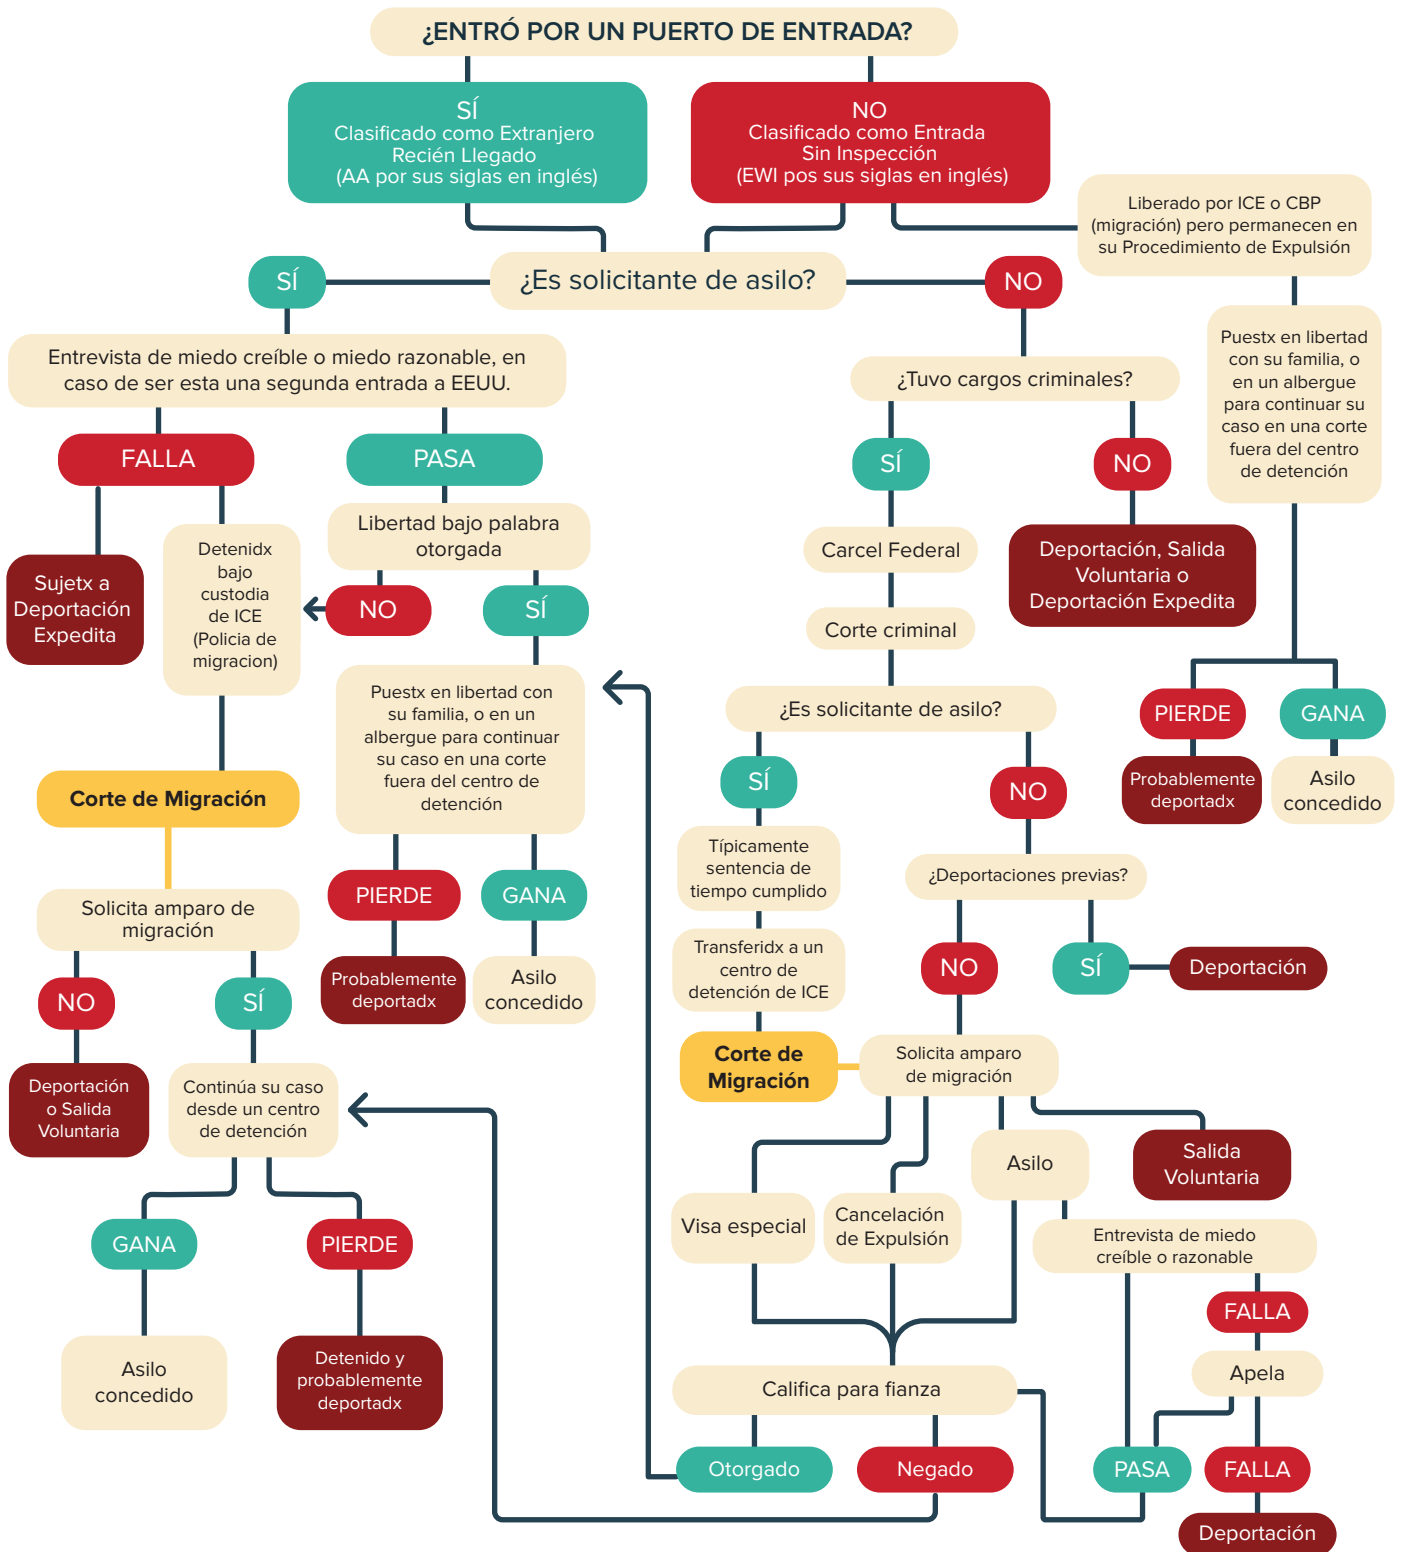 ¿ENTRÓ POR UN PUERTO DE ENTRADA?
SÍ
Clasificado como Extranjero
Recién Llegado
(AA por sus siglas en inglés)
NO
Clasificado como Entrada
Sin Inspección
(EWI pos sus siglas en inglés)
Liberado por ICE o CBP
(migración) pero permanecen en
su Procedimiento de Expulsión
¿Es solicitante de asilo?
SÍ
NO
Entrevista de miedo creíble o miedo razonable, en
caso de ser esta una segunda entrada a EEUU.
FALLA
PASA
Sujetx a
Deportación
Expedita
Detenidx
bajo
custodia
de ICE
(Policia de
migracion)
Libertad bajo palabra
otorgada
NO
SÍ
Puestx en libertad con
su familia, o en un
albergue para continuar
su caso en una corte
fuera del centro de
detención
PIERDE
GANA
Probablemente
deportadx
Asilo
concedido
Corte de Migración
Solicita amparo de
migración
NO
SÍ
Deportación
o Salida
Voluntaria
Continúa su caso
desde un centro
de detención
GANA
PIERDE
Asilo
concedido
Detenido y
probablemente
deportadx
¿Tuvo cargos criminales?
SÍ
NO
Carcel Federal
Deportación, Salida
Voluntaria o
Deportación Expedita
Corte criminal
¿Es solicitante de asilo?
SÍ
NO
Típicamente
sentencia de
tiempo cumplido
Transferidx a un
centro de
detención de ICE
Corte de
Migración
¿Deportaciones previas?
NO
SÍ
Deportación
Solicita amparo
de migración
Visa especial
Cancelación
de Expulsión
Asilo
Salida
Voluntaria
Entrevista de miedo
creíble o razonable
FALLA
Apela
PASA
FALLA
Deportación
Califica para fianza
Otorgado
Negado
Puestx en libertad
con su familia, o
en un albergue
para continuar su
caso en una corte
fuera del centro
de detención
PIERDE
GANA
Probablemente
deportadx
Asilo
concedido